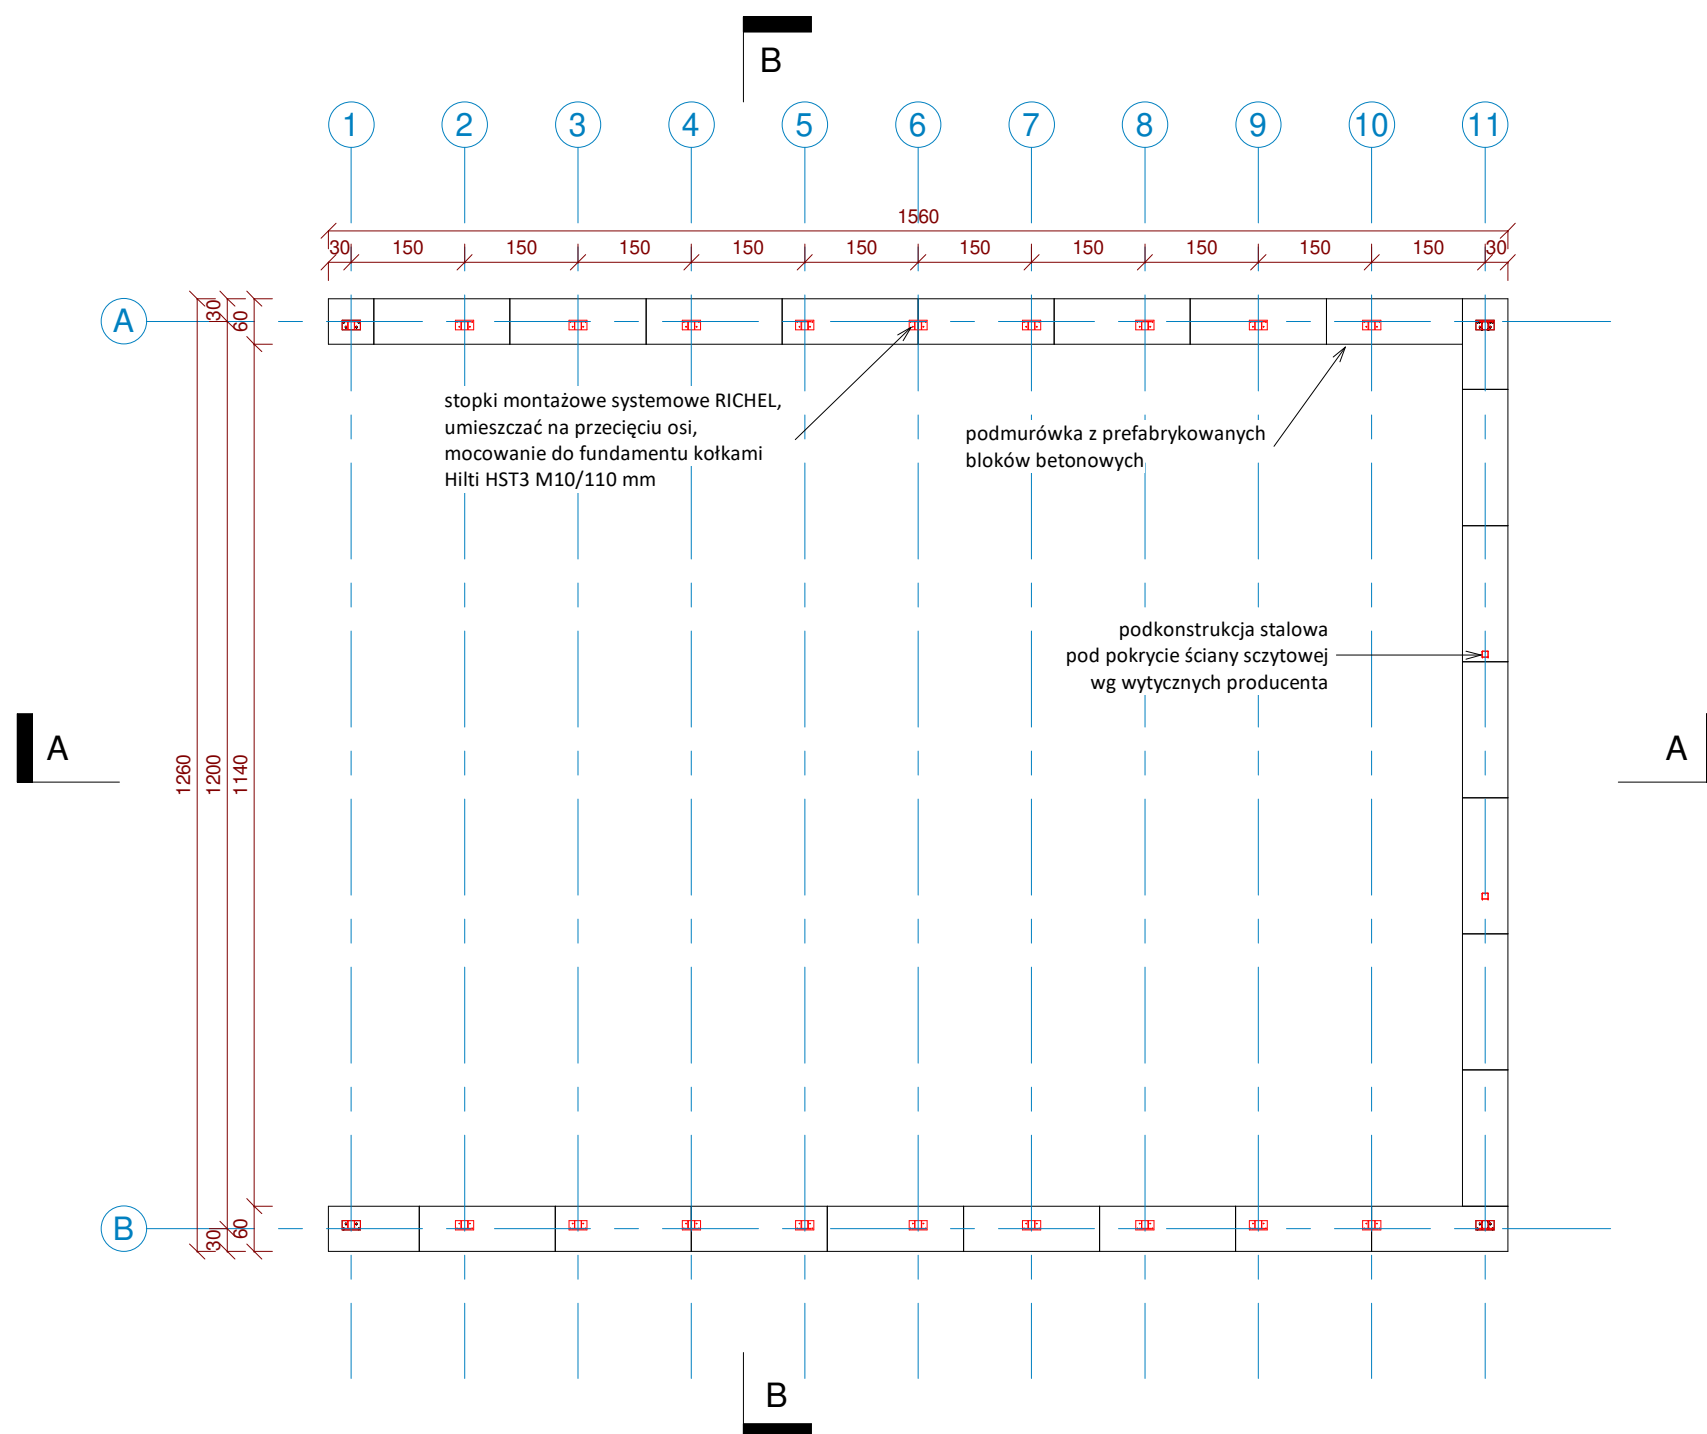 B
1 2 3 4 5 6 7 8 9 10 11
1560
30 150 150 150 150 150 150 150 150 150 150 30
A
30
60
stopki montażowe systemowe RICHEL,
umieszczać na przecięciu osi,
mocowanie do fundamentu kołkami
Hilti HST3 M10/110 mm
podmurówka z prefabrykowanych
bloków betonowych
podkonstrukcja stalowa
pod pokrycie ściany sczytowej
wg wytycznych producenta
A
A
1260
1200
1140
B
30
60
B